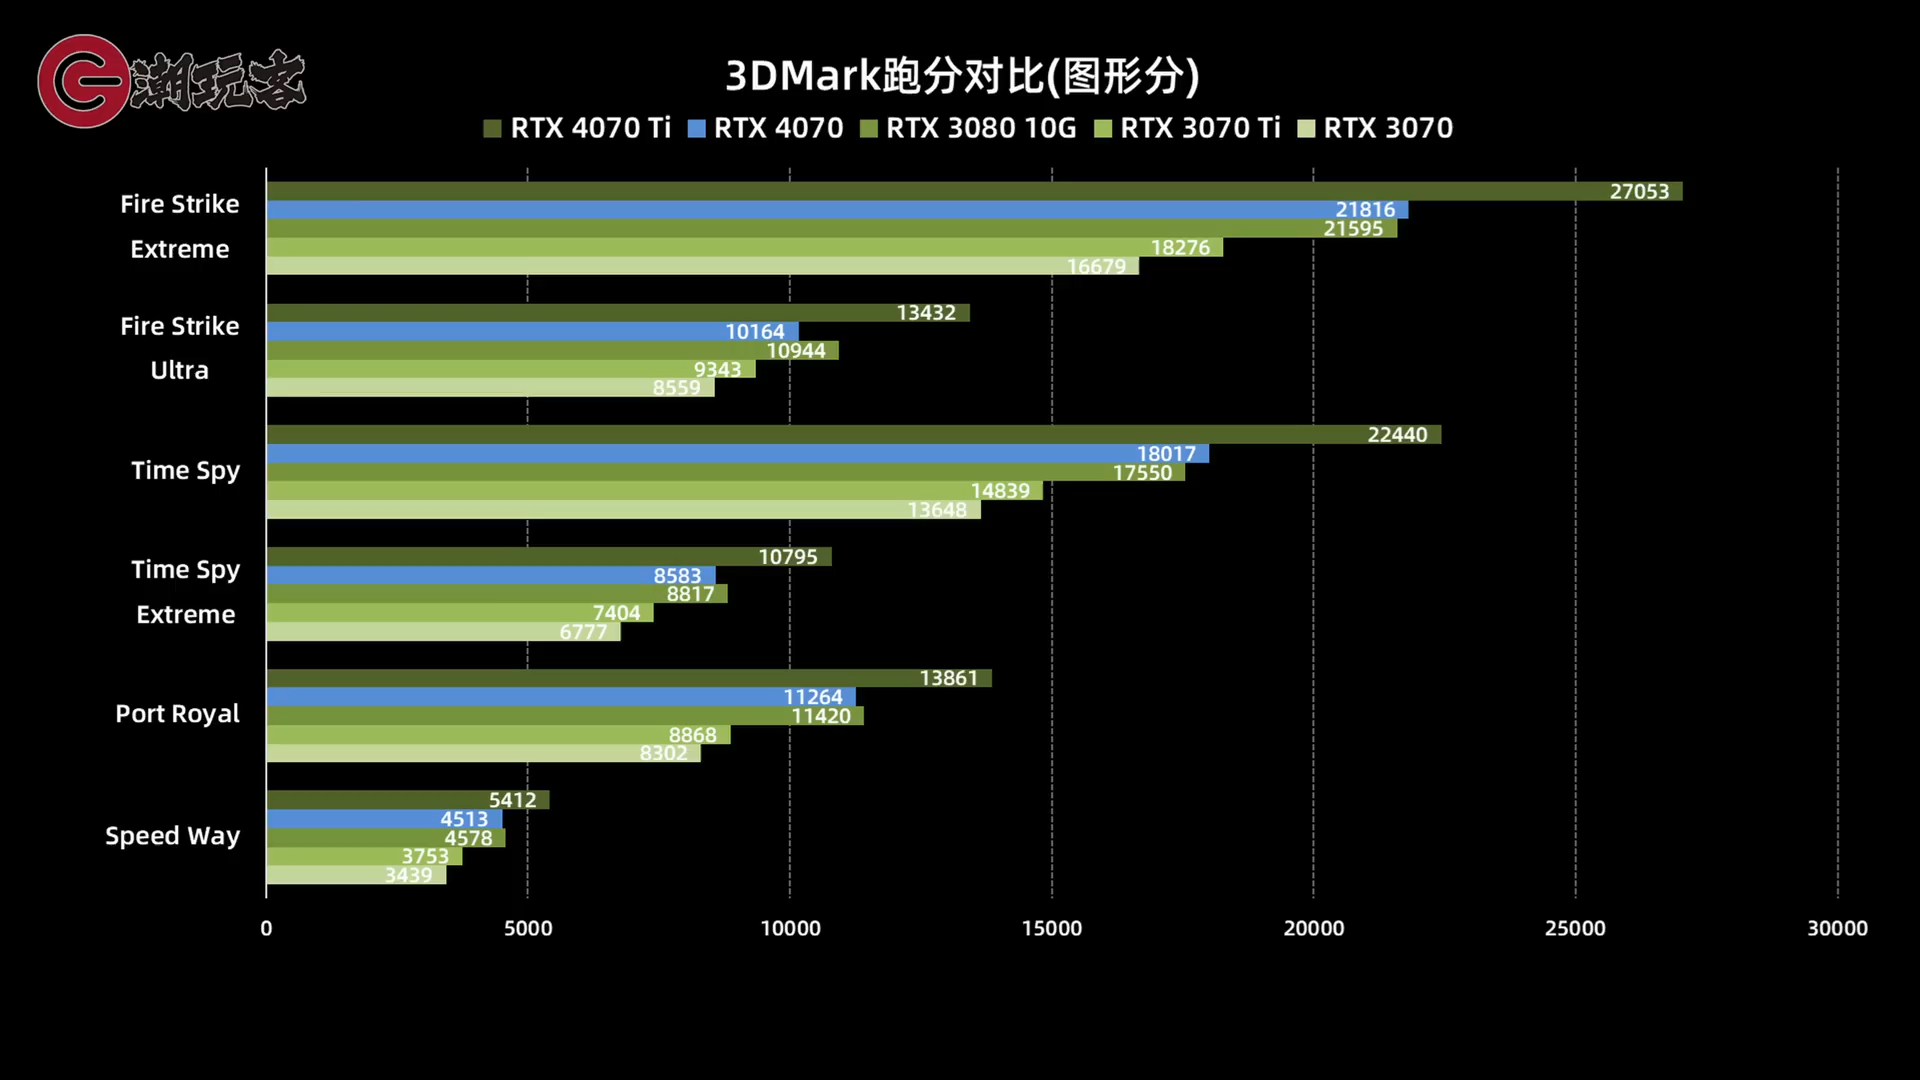 潮玩客
3DMark跑分对比(图形分)
RTX 4070 Ti RTX 4070 RTX 3080 10G RTX 3070 Ti RTX 3070
Fire Strike
Extreme
27053
21816
21595
18276
16679
Fire Strike
Ultra
13432
10164
10944
9343
8559
Time Spy
22440
18017
17550
14839
13648
Time Spy
Extreme
10795
8583
8817
7404
6777
Port Royal
13861
11264
11420
8868
8302
Speed Way
5412
4513
4578
3753
3439
0 5000 10000 15000 20000 25000 30000